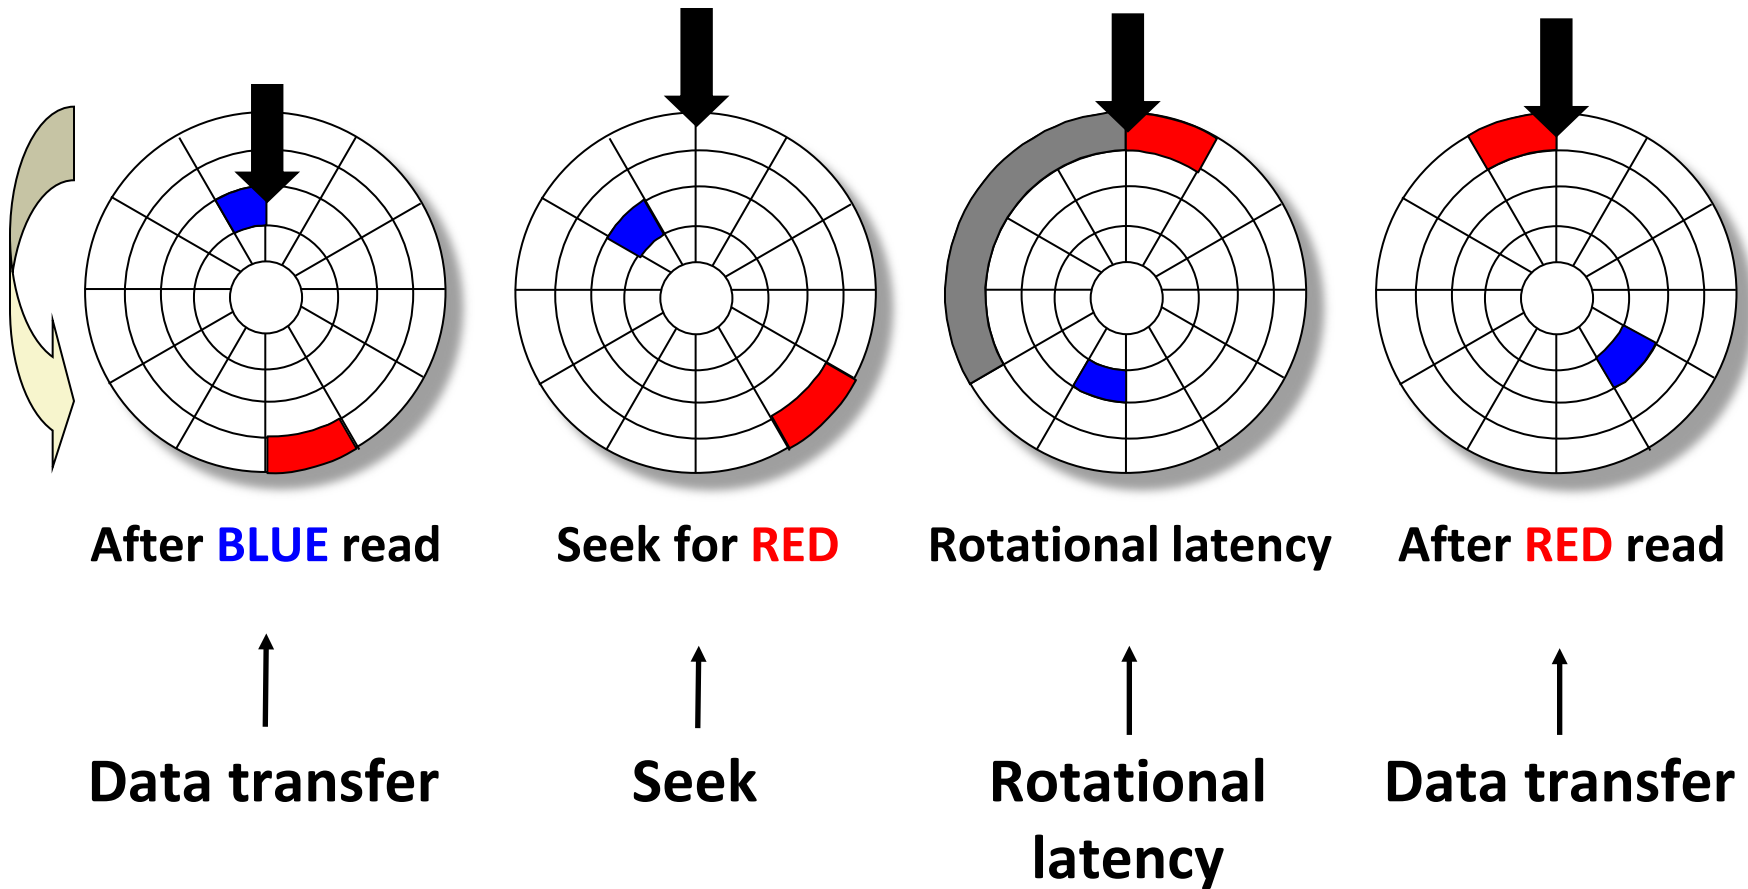 After BLUE read
Seek for RED
Rotational latency
After RED read
Data transfer
Seek
Rotational
latency
Data transfer